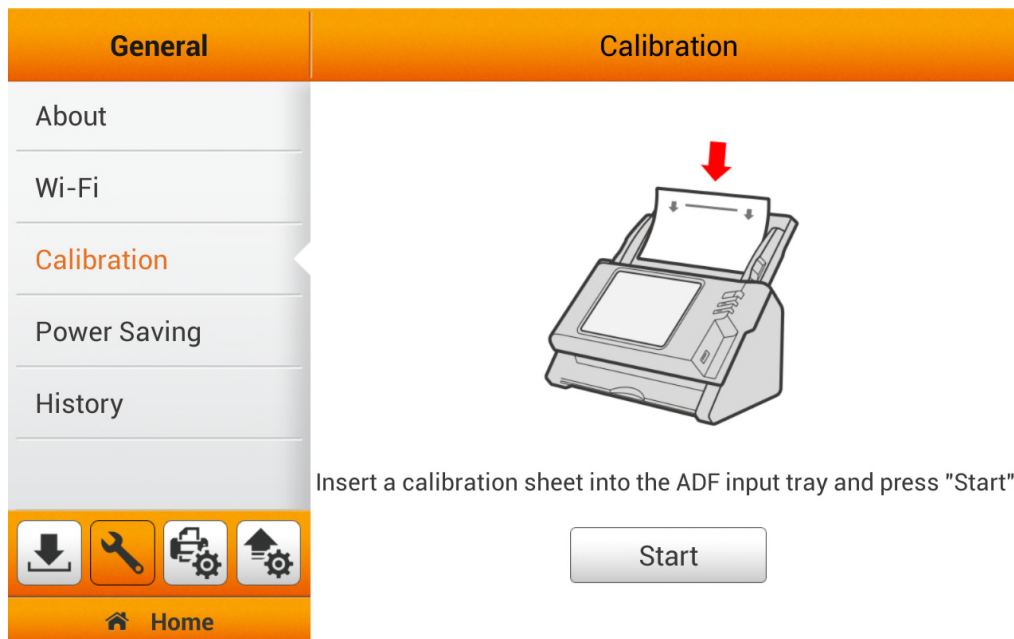 General
Calibration
About
Wi-Fi
Calibration
Power Saving
History
Insert a calibration sheet into the ADF input tray and press "Start"
Start
Home